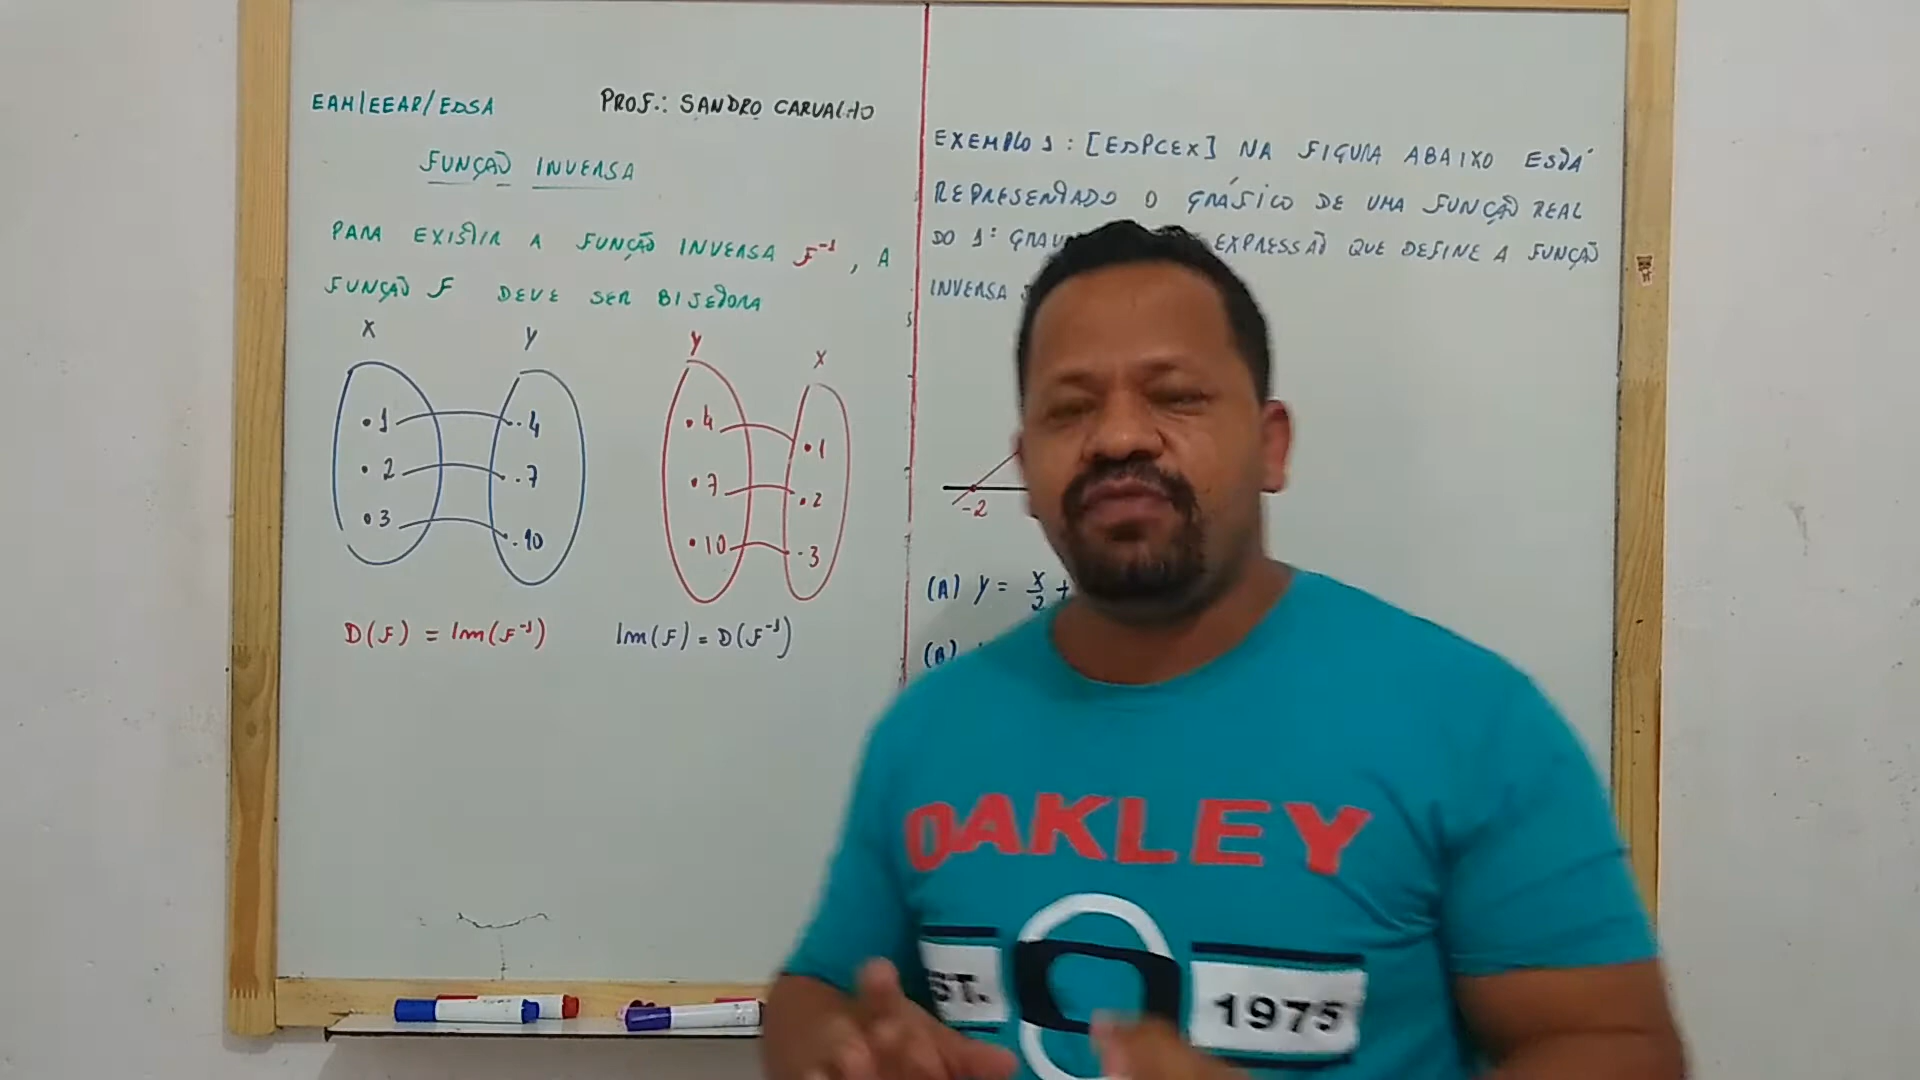 EAM/EEAR/ESSA
PROF.: SANDRO CARVALHO
FUNÇÃO INVERSA
PARA EXISTIR A FUNÇÃO INVERSA F⁻¹, A
FUNÇÃO F DEVE SER BIJETORA
X Y Y X
.1 .4 .4 .1
.2 .7 .7 .2
.3 .10 .10 .3
D(F) = Im(F⁻¹) Im(F) = D(F⁻¹)
EXEMPLO 1: [ESPCEX] NA FIGURA ABAIXO ESTÁ
REPRESENTADO O GRÁFICO DE UMA FUNÇÃO REAL
DO 1º GRAU EXPRESSÃO QUE DEFINE A FUNÇÃO
INVERSA
-2
(A) Y = X/2 +
(B)
OAKLEY
ST. 1975